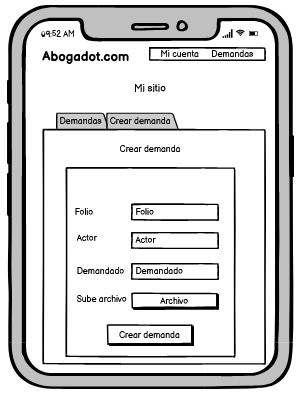 09:52 AM
Abogadot.com
Mi cuenta Demandas
Mi sitio
Demandas Crear demanda
Crear demanda
Folio Folio
Actor Actor
Demandado Demandado
Sube archivo Archivo
Crear demanda